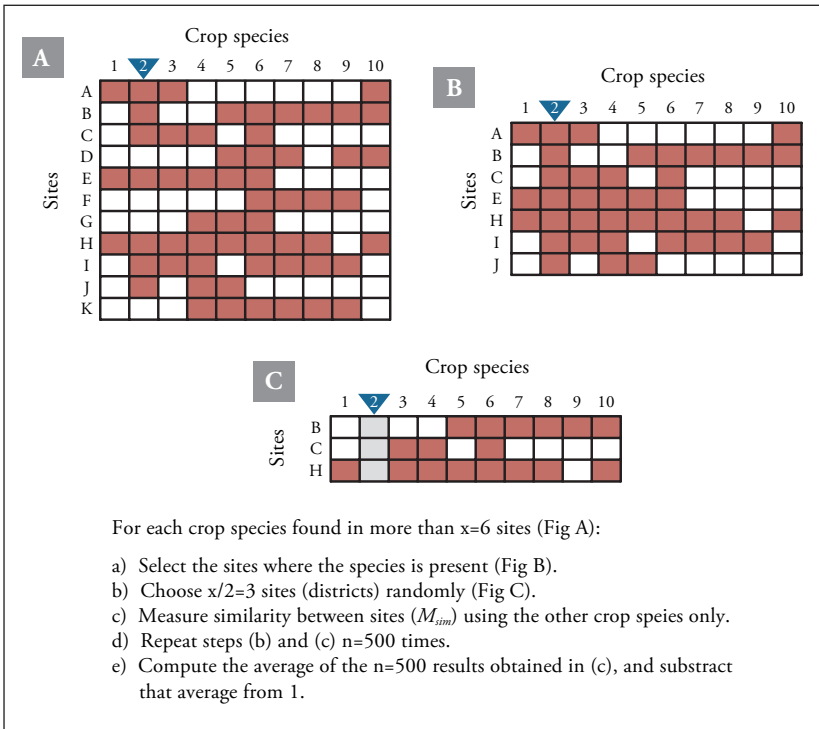 A
Crop species
1 2 3 4 5 6 7 8 9 10
Sites
A
B
C
D
E
F
G
H
I
J
K
B
Crop species
1 2 3 4 5 6 7 8 9 10
Sites
A
B
C
E
H
I
J
C
Crop species
1 2 3 4 5 6 7 8 9 10
Sites
B
C
H
For each crop species found in more than x=6 sites (Fig A):
a) Select the sites where the species is present (Fig B).
b) Choose x/2=3 sites (districts) randomly (Fig C).
c) Measure similarity between sites (Msim) using the other crop speies only.
d) Repeat steps (b) and (c) n=500 times.
e) Compute the average of the n=500 results obtained in (c), and substract
that average from 1.